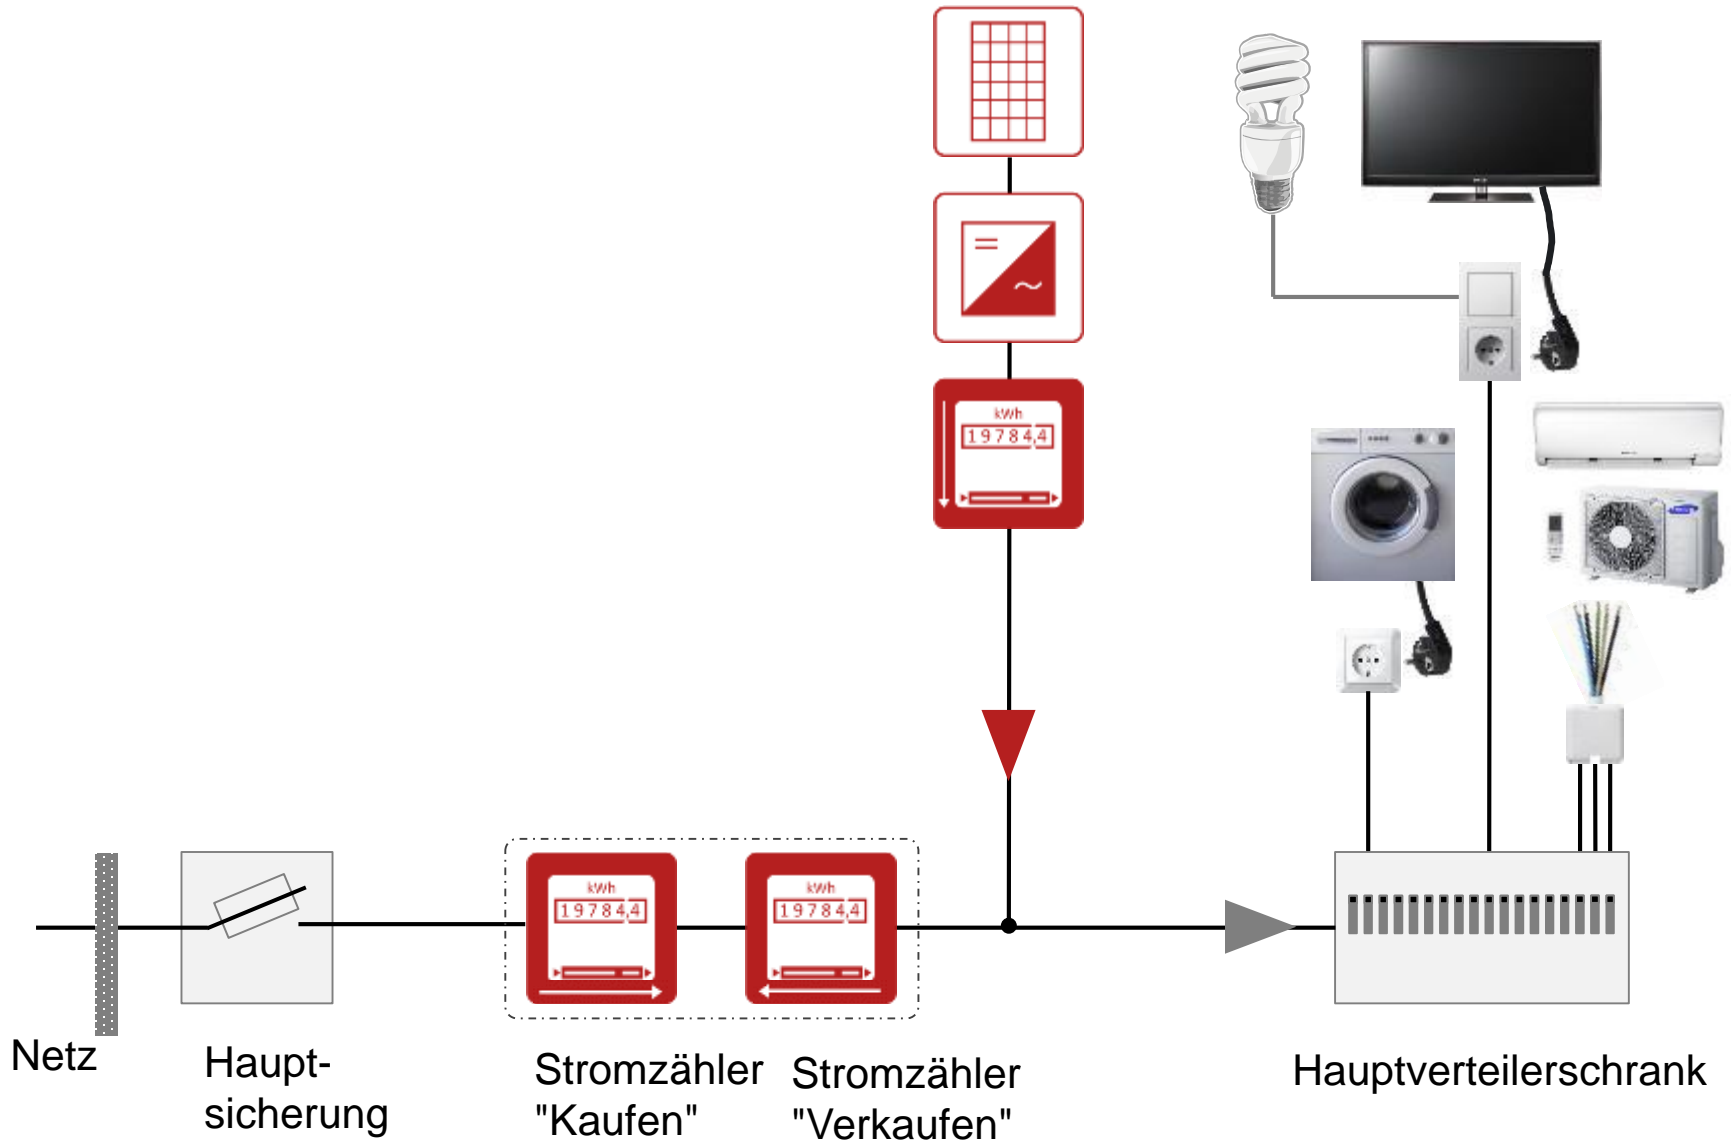 kWh
19784,4
kWh
19784,4
kWh
19784,4
Netz
Haupt-
sicherung
Stromzähler
"Kaufen"
Stromzähler
"Verkaufen"
Hauptverteilerschrank